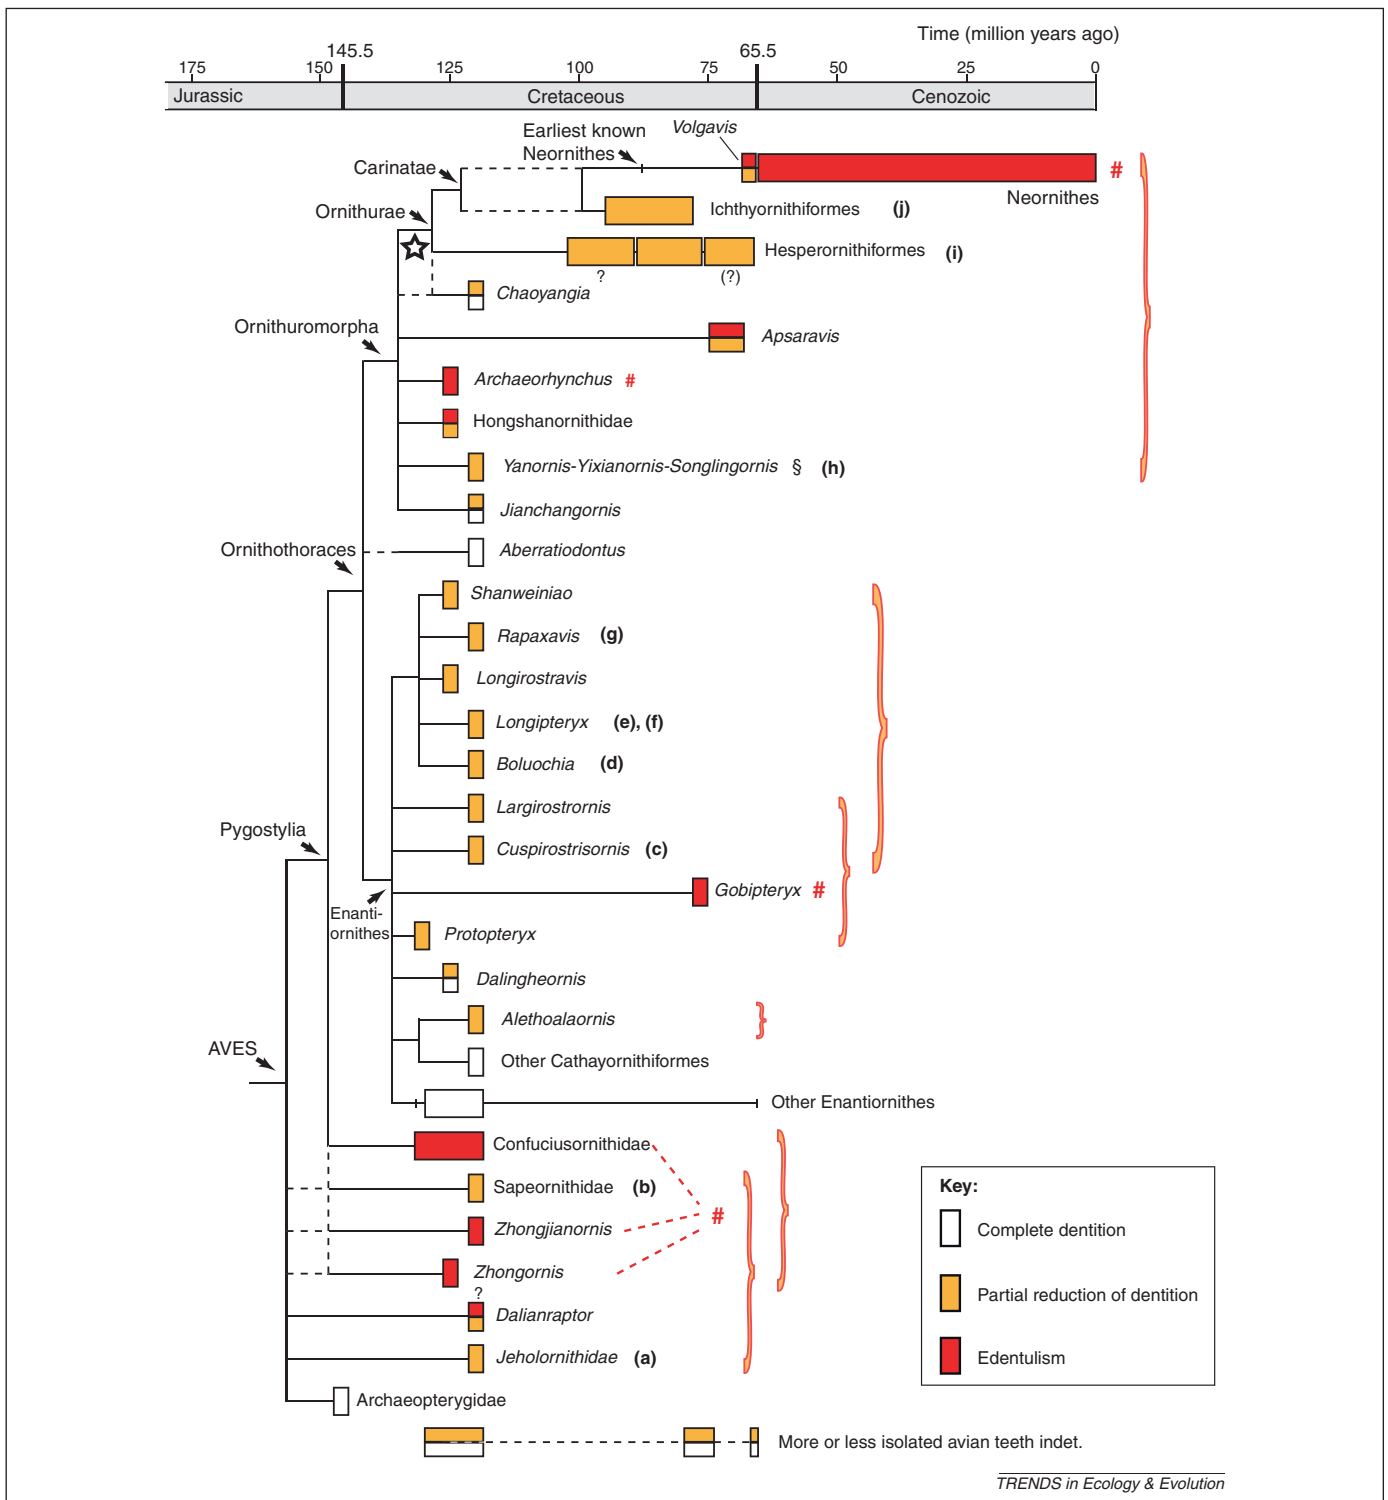 Time (million years ago)
145.5 65.5
175 150 125 100 75 50 25 0
Jurassic Cretaceous Cenozoic
Volgavis
Earliest known
Neornithes
Carinatae
#
Neornithes
Ornithurae
Ichthyornithiformes (j)
Hesperornithiformes (i)
? (?)
Chaoyangia
Ornithuromorpha
Apsaravis
Archaeorhynchus #
Hongshanornithidae
Yanornis-Yixianornis-Songlingornis § (h)
Jianchangornis
Ornithothoraces
Aberratiodontus
Shanweiniao
Rapaxavis (g)
Longirostravis
Longipteryx (e), (f)
Boluochia (d)
Largirostrornis
Pygostylia
Cuspirostrisornis (c)
Gobipteryx #
Enanti-
ornithes
Protopteryx
Dalingheornis
Alethoalaornis
AVES
Other Cathayornithiformes
Other Enantiornithes
Confuciusornithidae
Sapeornithidae (b)
#
Zhongjianornis
Zhongornis
?
Dalianraptor
Jeholornithidae (a)
Archaeopterygidae
Key:
Complete dentition
Partial reduction of dentition
Edentulism
More or less isolated avian teeth indet.
TRENDS in Ecology & Evolution